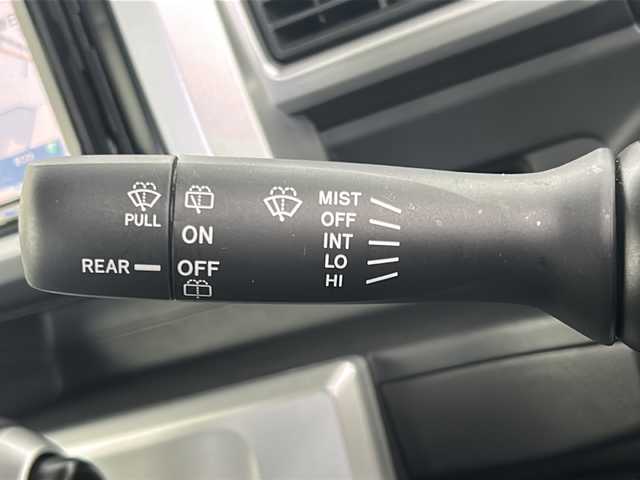 PULL
REAR
ON
OFF
MIST
OFF
INT
LO
HI